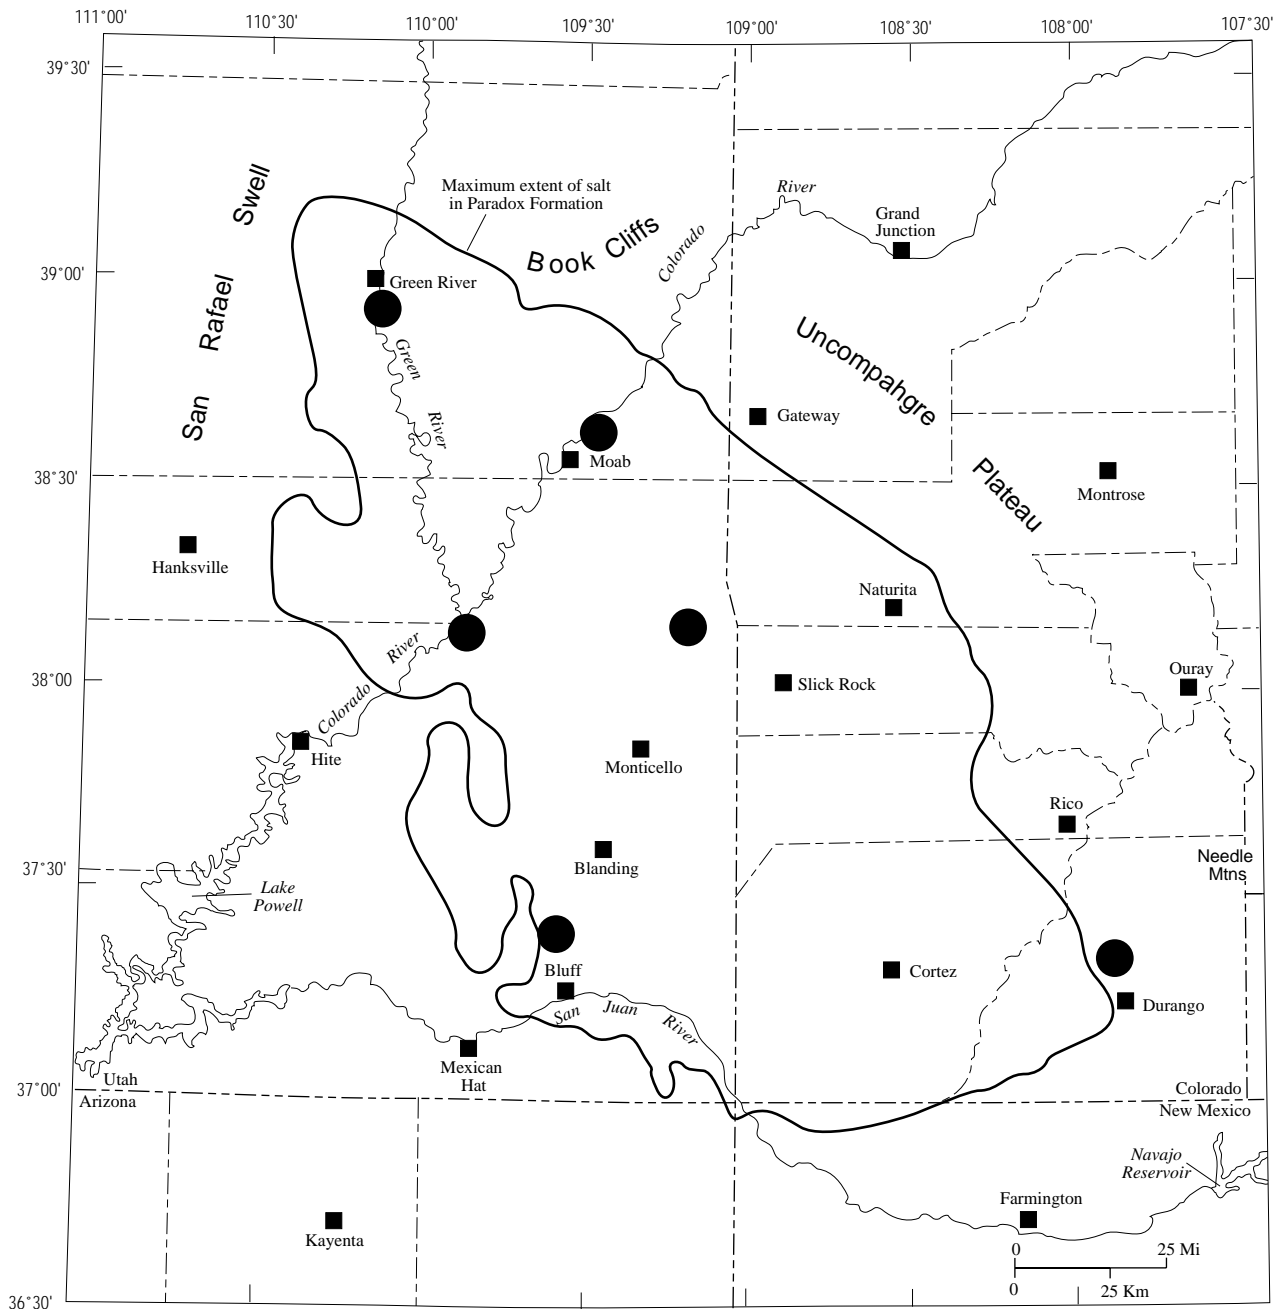 111°00'
110°30'
110°00'
109°30'
109°00'
108°30'
108°00'
107°30'
39°30'
39°00'
38°30'
38°00
37°30'
37°00'
36°30'
San Rafael Swell
Maximum extent of salt
in Paradox Formation
Book Cliffs
Colorado
River
Grand
Junction
Green River
Green
River
Uncompahgre
Plateau
Gateway
Moab
Montrose
Hanksville
Naturita
River
Colorado
Slick Rock
Ouray
Hite
Monticello
Rico
Blanding
Needle
Mtns
Lake
Powell
Bluff
San
Juan
River
Cortez
Durango
Mexican
Hat
Utah
Arizona
Colorado
New Mexico
Navajo
Reservoir
Farmington
Kayenta
0
25 Mi
0
25 Km